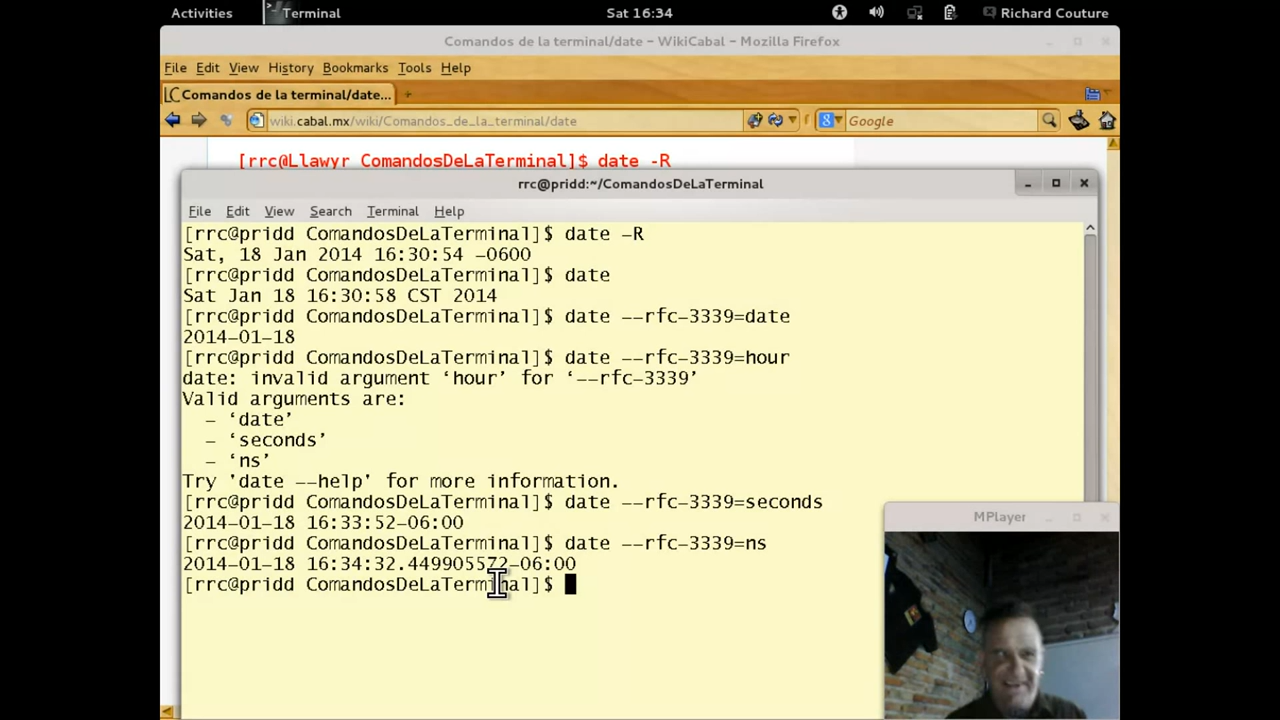 Activities Terminal Sat 16:34 Richard Couture
Comandos de la terminal/date – WikiCabal – Mozilla Firefox
File Edit View History Bookmarks Tools Help
Comandos de la terminal/date...
wiki.cabal.mx/wiki/Comandos_de_la_terminal/date Google
[rrc@Llawyr ComandosDeLaTerminal]$ date -R
rrc@pridd:~/ComandosDeLaTerminal
File Edit View Search Terminal Help
[rrc@pridd ComandosDeLaTerminal]$ date -R
Sat, 18 Jan 2014 16:30:54 -0600
[rrc@pridd ComandosDeLaTerminal]$ date
Sat Jan 18 16:30:58 CST 2014
[rrc@pridd ComandosDeLaTerminal]$ date --rfc-3339=date
2014-01-18
[rrc@pridd ComandosDeLaTerminal]$ date --rfc-3339=hour
date: invalid argument ‘hour’ for ‘--rfc-3339’
Valid arguments are:
- ‘date’
- ‘seconds’
- ‘ns’
Try 'date --help' for more information.
[rrc@pridd ComandosDeLaTerminal]$ date --rfc-3339=seconds
2014-01-18 16:33:52-06:00
[rrc@pridd ComandosDeLaTerminal]$ date --rfc-3339=ns
2014-01-18 16:34:32.449905572-06:00
[rrc@pridd ComandosDeLaTerminal]$
MPlayer